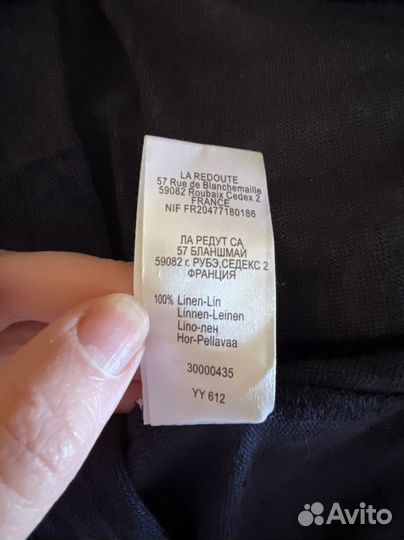 LA REDOUTE
57 Rue de Blanchemaille
59082 Roubaix Cedex 2
FRANCE
NIF FR20477180186
ЛА РЕДУТ СА
57 БЛАНШМАЙ
59082 г. РУБЭ,СЕДЕКС 2
ФРАНЦИЯ
100% Linen-Lin
Linnen-Leinen
Lino-лен
Hor-Pellavaa
30000435
YY 612
Avito